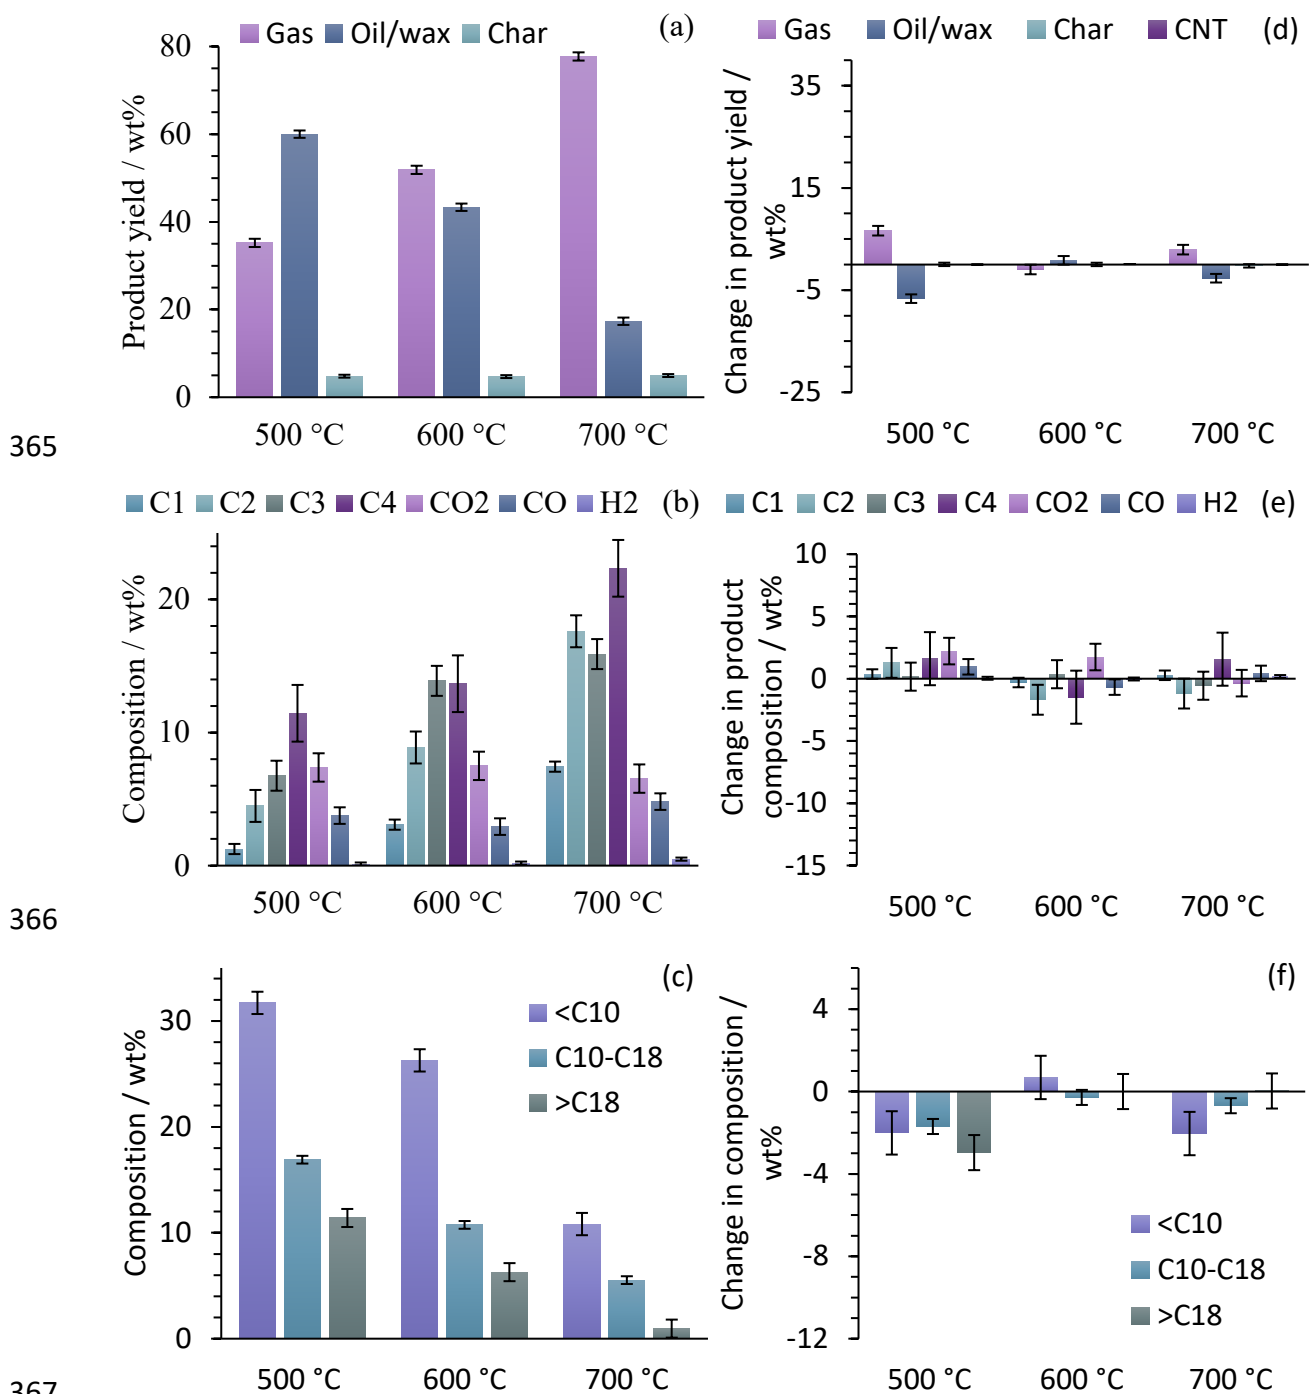 Gas Oil/wax Char (a)
Product yield / wt%
80
60
40
20
0
500 °C 600 °C 700 °C
Gas Oil/wax Char CNT (d)
Change in product yield /
wt%
35
15
-5
-25
500 °C 600 °C 700 °C
365
C1 C2 C3 C4 CO2 CO H2 (b)
Composition / wt%
20
10
0
500 °C 600 °C 700 °C
C1 C2 C3 C4 CO2 CO H2 (e)
Change in product
composition / wt%
10
5
0
-5
-10
-15
500 °C 600 °C 700 °C
366
(c)
Composition / wt%
30
20
10
0
<C10
C10-C18
>C18
500 °C 600 °C 700 °C
(f)
Change in composition /
wt%
4
0
-4
-8
-12
<C10
C10-C18
>C18
500 °C 600 °C 700 °C
367